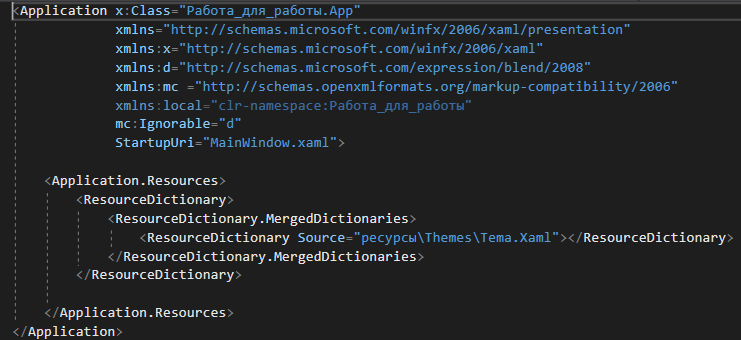 <Application x:Class="Работа_для_работы.App"
xmlns="http://schemas.microsoft.com/winfx/2006/xaml/presentation"
xmlns:x="http://schemas.microsoft.com/winfx/2006/xaml"
xmlns:d="http://schemas.microsoft.com/expression/blend/2008"
xmlns:mc ="http://schemas.openxmlformats.org/markup-compatibility/2006"
xmlns:local="clr-namespace:Работа_для_работы"
mc:Ignorable="d"
StartupUri="MainWindow.xaml">
<Application.Resources>
<ResourceDictionary>
<ResourceDictionary.MergedDictionaries>
<ResourceDictionary Source="ресурсы\Themes\Tema.Xaml"></ResourceDictionary>
</ResourceDictionary.MergedDictionaries>
</ResourceDictionary>
</Application.Resources>
</Application>